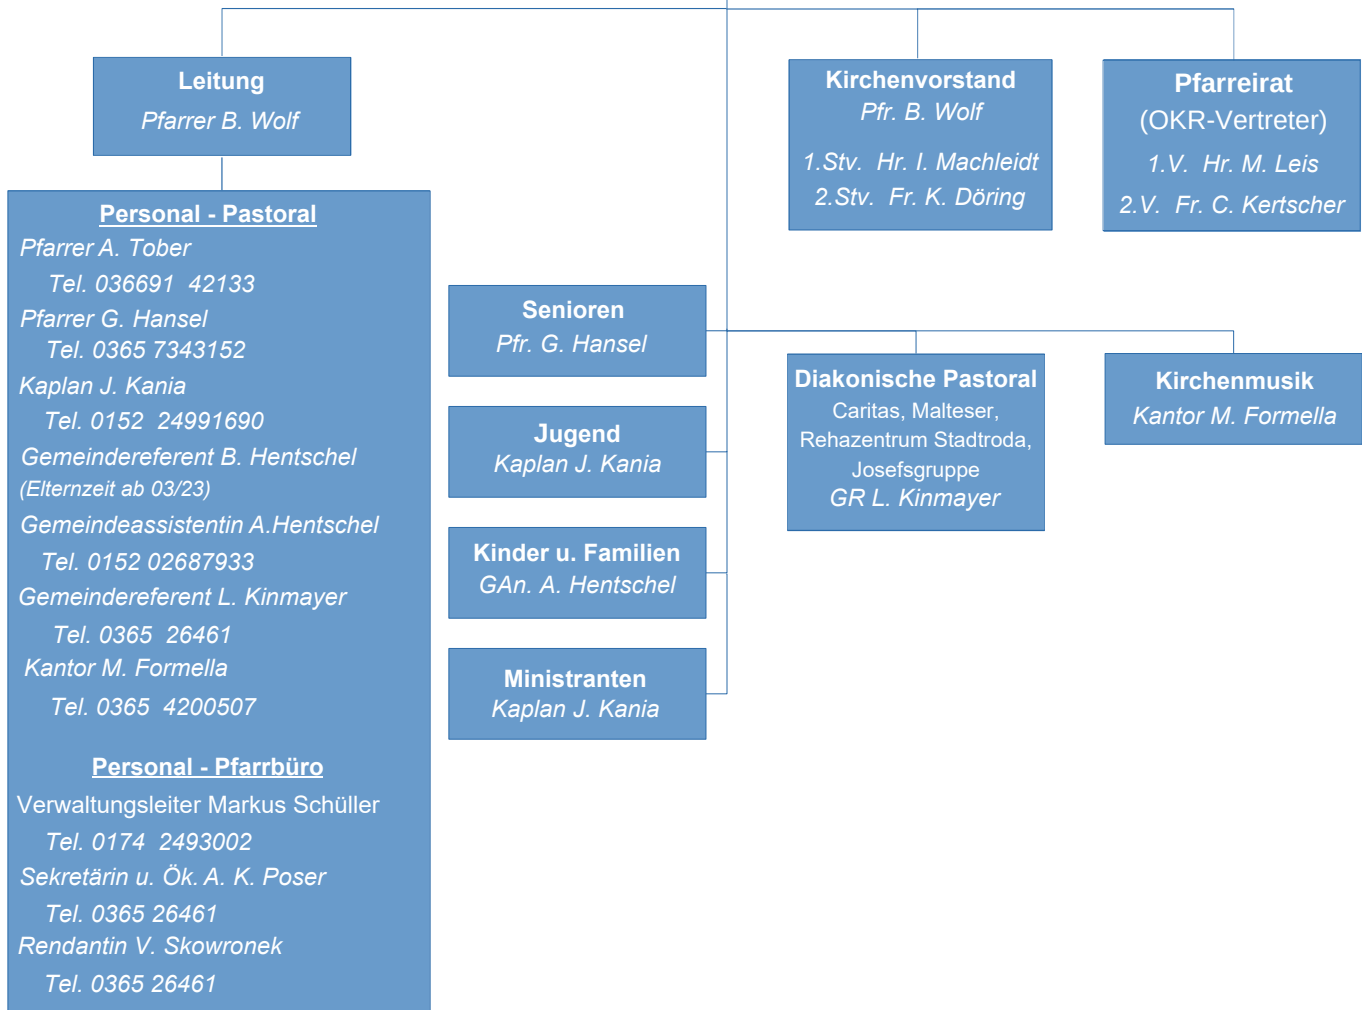 Leitung
Pfarrer B. Wolf
Kirchenvorstand
Pfr. B. Wolf
1.Stv. Hr. I. Machleidt
2.Stv. Fr. K. Döring
Pfarreirat
(OKR-Vertreter)
1.V. Hr. M. Leis
2.V. Fr. C. Kertscher
Personal - Pastoral
Pfarrer A. Tober
Tel. 036691 42133
Pfarrer G. Hansel
Tel. 0365 7343152
Kaplan J. Kania
Tel. 0152 24991690
Gemeindereferent B. Hentschel
(Elternzeit ab 03/23)
Gemeindeassistentin A.Hentschel
Tel. 0152 02687933
Gemeindereferent L. Kinmayer
Tel. 0365 26461
Kantor M. Formella
Tel. 0365 4200507
Personal - Pfarrbüro
Verwaltungsleiter Markus Schüller
Tel. 0174 2493002
Sekretärin u. Ök. A. K. Poser
Tel. 0365 26461
Rendantin V. Skowronek
Tel. 0365 26461
Senioren
Pfr. G. Hansel
Jugend
Kaplan J. Kania
Kinder u. Familien
GAn. A. Hentschel
Ministranten
Kaplan J. Kania
Diakonische Pastoral
Caritas, Malteser,
Rehazentrum Stadtroda,
Josefsgruppe
GR L. Kinmayer
Kirchenmusik
Kantor M. Formella